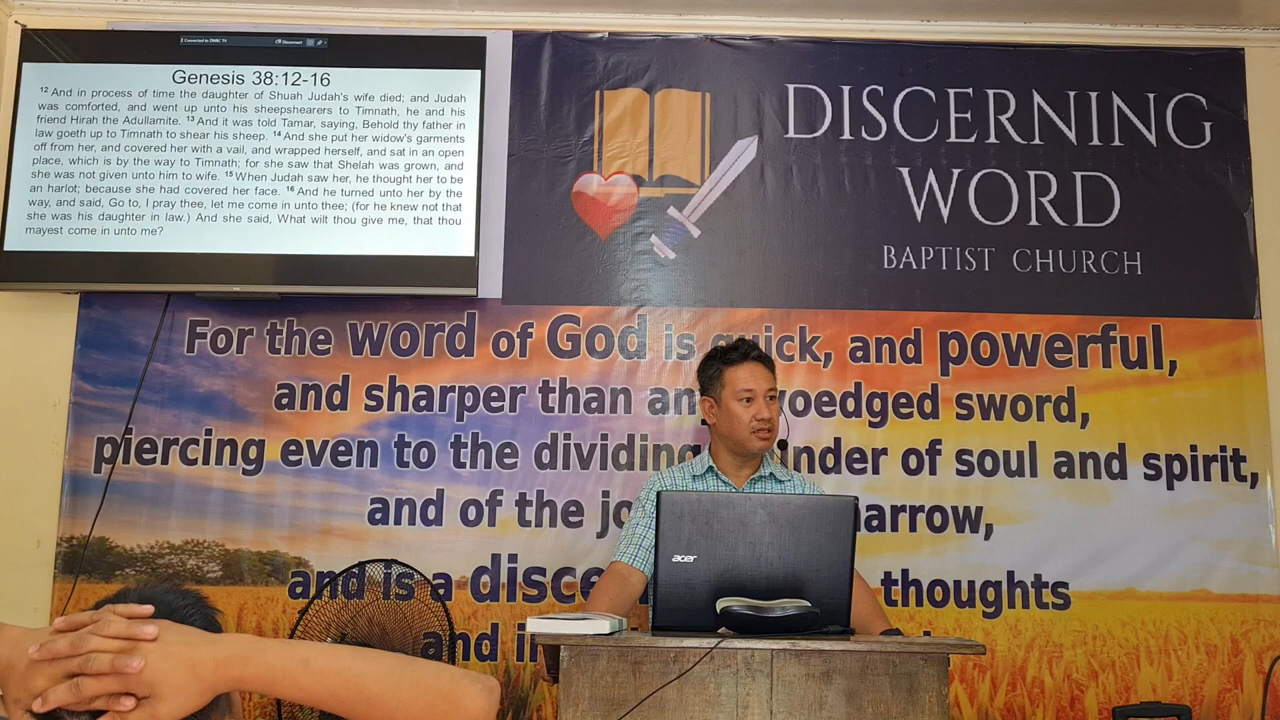 Connected to DWBC TV Disconnect
Genesis 38:12-16
12 And in process of time the daughter of Shuah Judah's wife died; and Judah
was comforted, and went up unto his sheepshearers to Timnath, he and his
friend Hirah the Adullamite. 13 And it was told Tamar, saying, Behold thy father in
law goeth up to Timnath to shear his sheep. 14 And she put her widow's garments
off from her, and covered her with a vail, and wrapped herself, and sat in an open
place, which is by the way to Timnath; for she saw that Shelah was grown, and
she was not given unto him to wife. 15 When Judah saw her, he thought her to be
an harlot; because she had covered her face. 16 And he turned unto her by the
way, and said, Go to, I pray thee, let me come in unto thee; (for he knew not that
she was his daughter in law.) And she said, What wilt thou give me, that thou
mayest come in unto me?
DISCERNING
WORD
BAPTIST CHURCH
For the word of God is quick, and powerful,
and sharper than any twoedged sword,
piercing even to the dividing asunder of soul and spirit,
and of the marrow,
and is a thoughts
and
acer